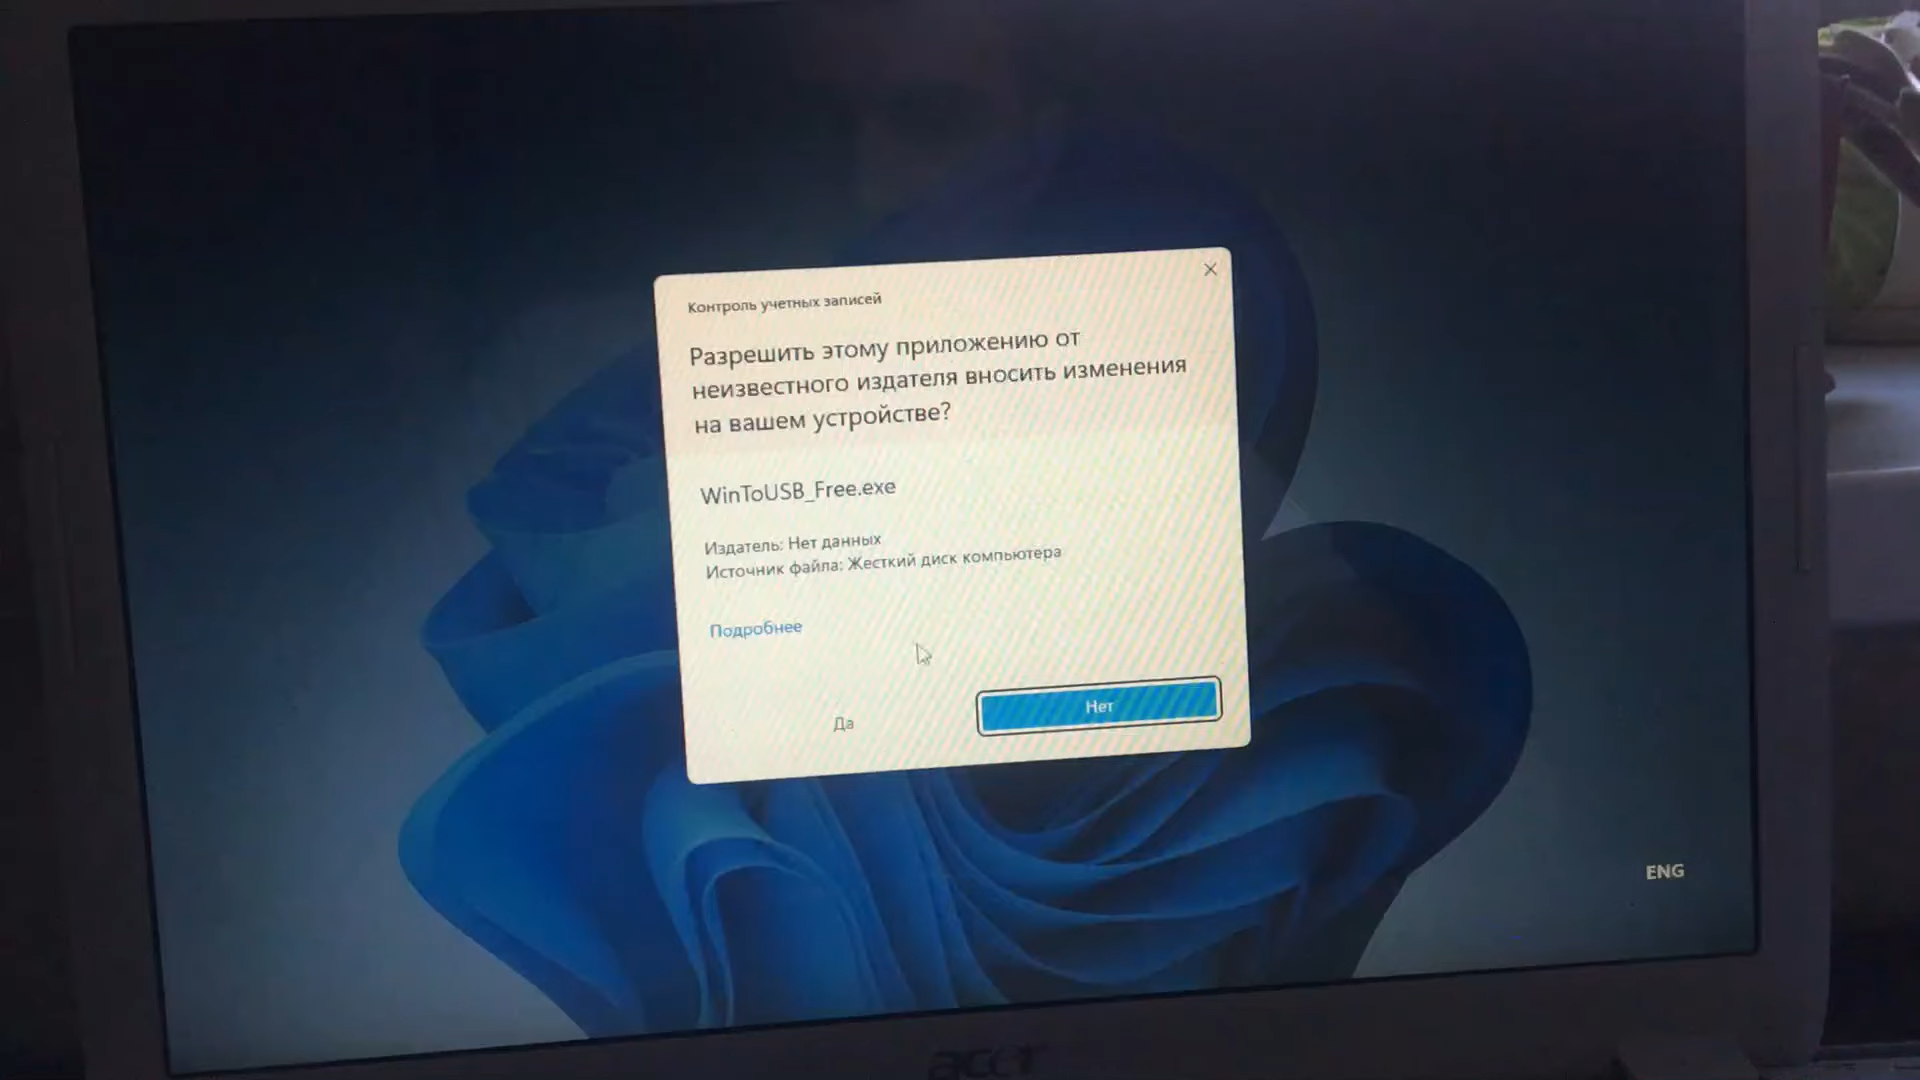 Контроль учетных записей
Разрешить этому приложению от
неизвестного издателя вносить изменения
на вашем устройстве?
WinToUSB_Free.exe
Издатель: Нет данных
Источник файла: Жесткий диск компьютера
Подробнее
Да
Нет
ENG
acer